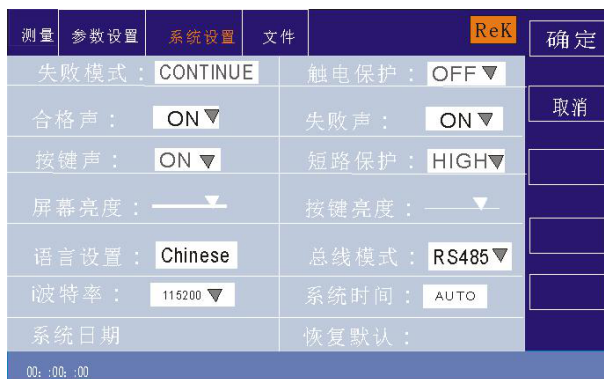 测量 参数设置 系统设置 文件 ReK 确定
失败模式： CONTINUE 触电保护： OFF
取消
合格声： ON 失败声： ON
按键声： ON 短路保护： HIGH
屏幕亮度： 按键亮度：
语言设置： Chinese 总线模式： RS485
波特率： 115200 系统时间： AUTO
系统日期 恢复默认：
00: :00: :00